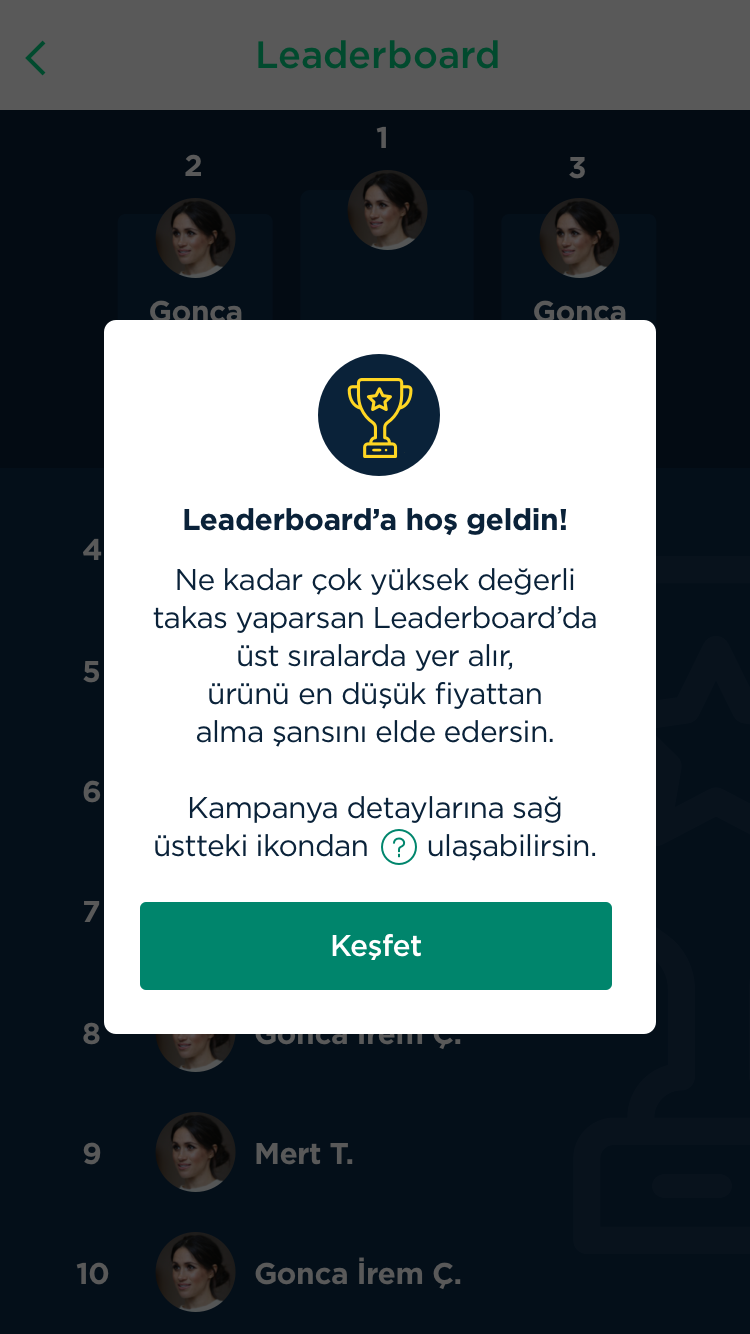 Leaderboard
1
2
3
Gonca
Gonca
Leaderboard’a hoş geldin!
Ne kadar çok yüksek değerli
takas yaparsan Leaderboard’da
üst sıralarda yer alır,
ürünü en düşük fiyattan
alma şansını elde edersin.
Kampanya detaylarına sağ
üstteki ikondan ? ulaşabilirsin.
Keşfet
4
5
6
7
8 Gonca İrem Ç.
9 Mert T.
10 Gonca İrem Ç.